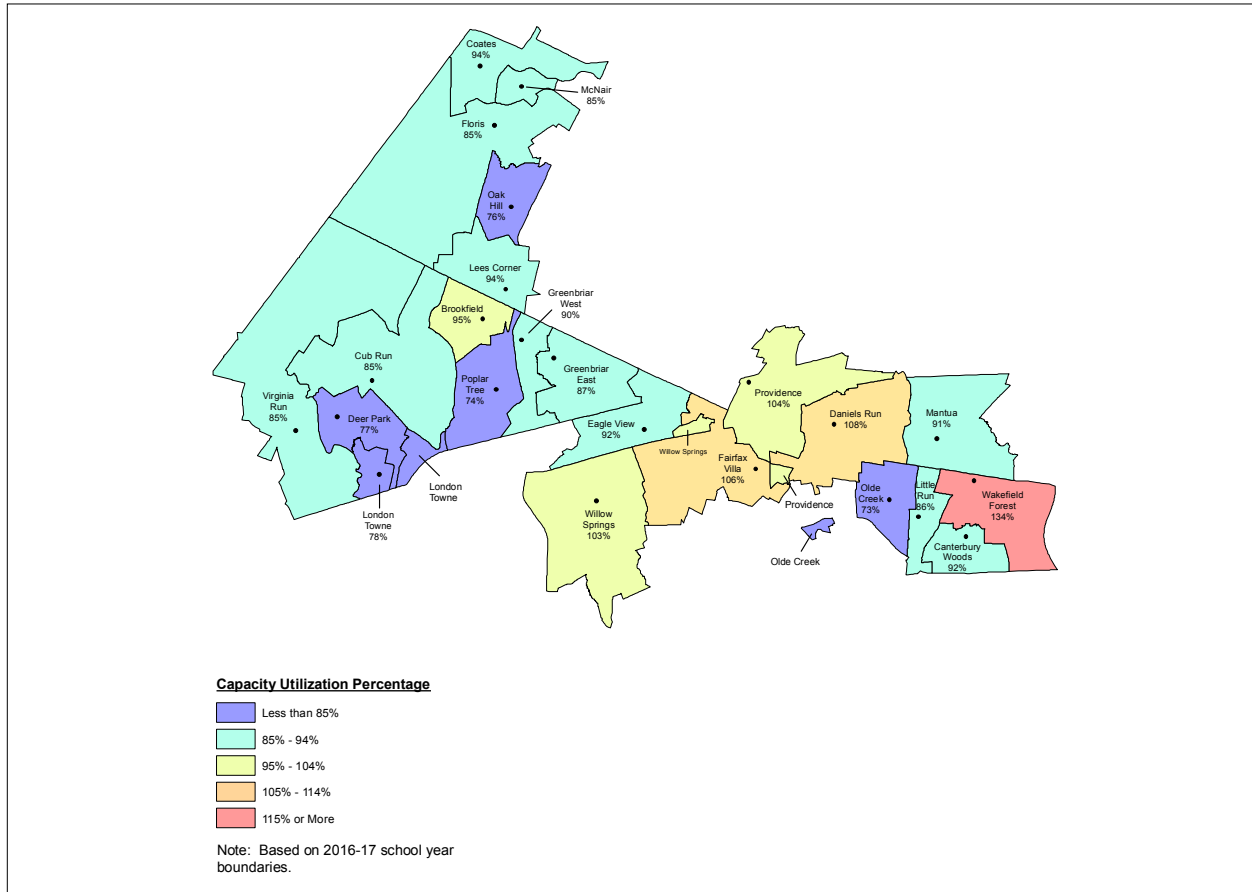 Coates
94%
McNair
85%
Floris
85%
Oak
Hill
76%
Lees Corner
94%
Greenbriar
West
90%
Brookfield
95%
Cub Run
85%
Poplar
Tree
74%
Greenbriar
East
87%
Virginia
Run
85%
Deer Park
77%
Eagle View
92%
Willow Springs
Providence
104%
Daniels Run
108%
Mantua
91%
London
Towne
London
Towne
78%
Fairfax
Villa
106%
Willow
Springs
103%
Providence
Olde Creek
Olde
Creek
73%
Little
Run
86%
Wakefield
Forest
134%
Canterbury
Woods
92%
Capacity Utilization Percentage
Less than 85%
85% - 94%
95% - 104%
105% - 114%
115% or More
Note: Based on 2016-17 school year
boundaries.